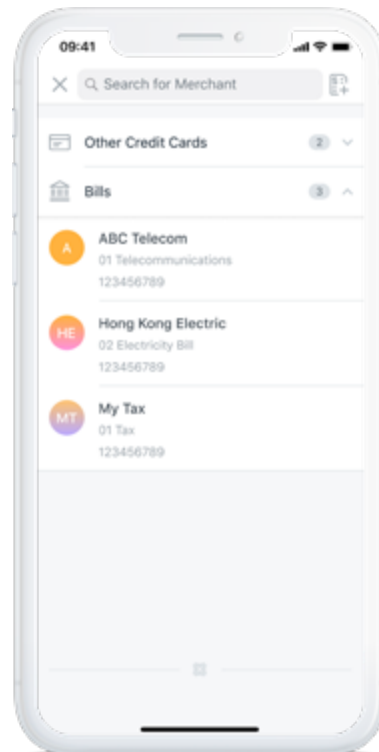 09:41
Search for Merchant
Other Credit Cards 2
Bills 3
A ABC Telecom
01 Telecommunications
123456789
HE Hong Kong Electric
02 Electricity Bill
123456789
MT My Tax
01 Tax
123456789